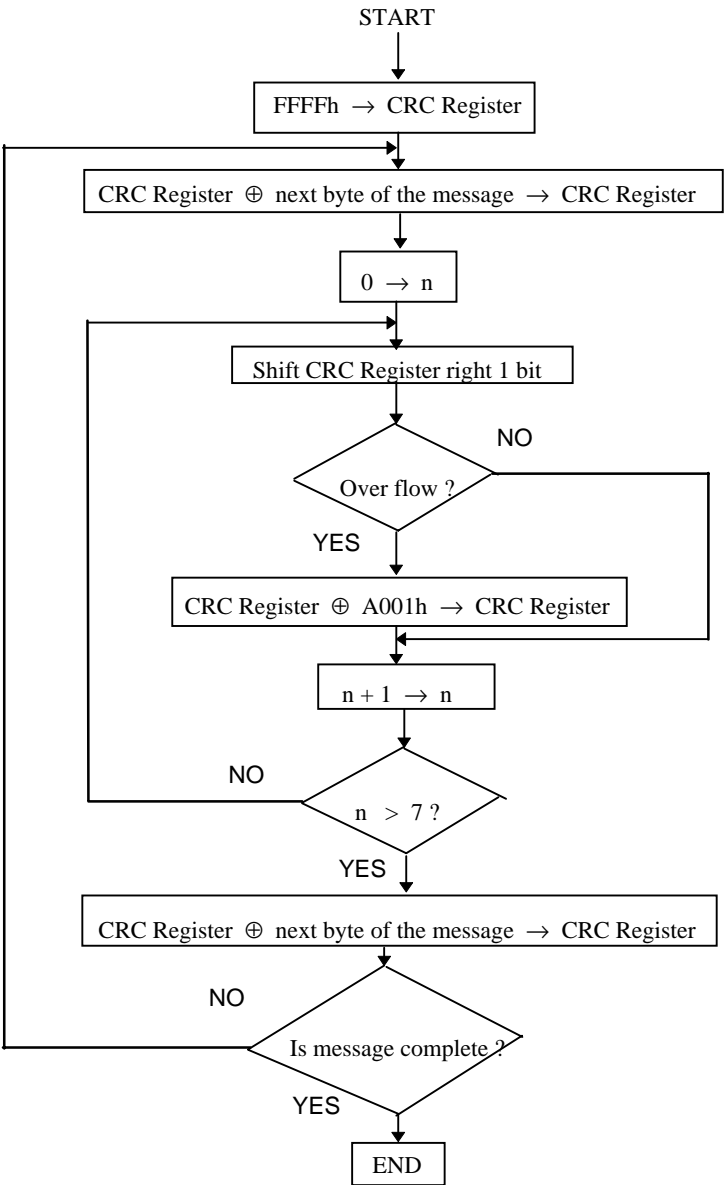 START
FFFFh → CRC Register
CRC Register ⊕ next byte of the message → CRC Register
0 → n
Shift CRC Register right 1 bit
NO
Over flow ?
YES
CRC Register ⊕ A001h → CRC Register
n + 1 → n
NO
n > 7 ?
YES
CRC Register ⊕ next byte of the message → CRC Register
NO
Is message complete ?
YES
END